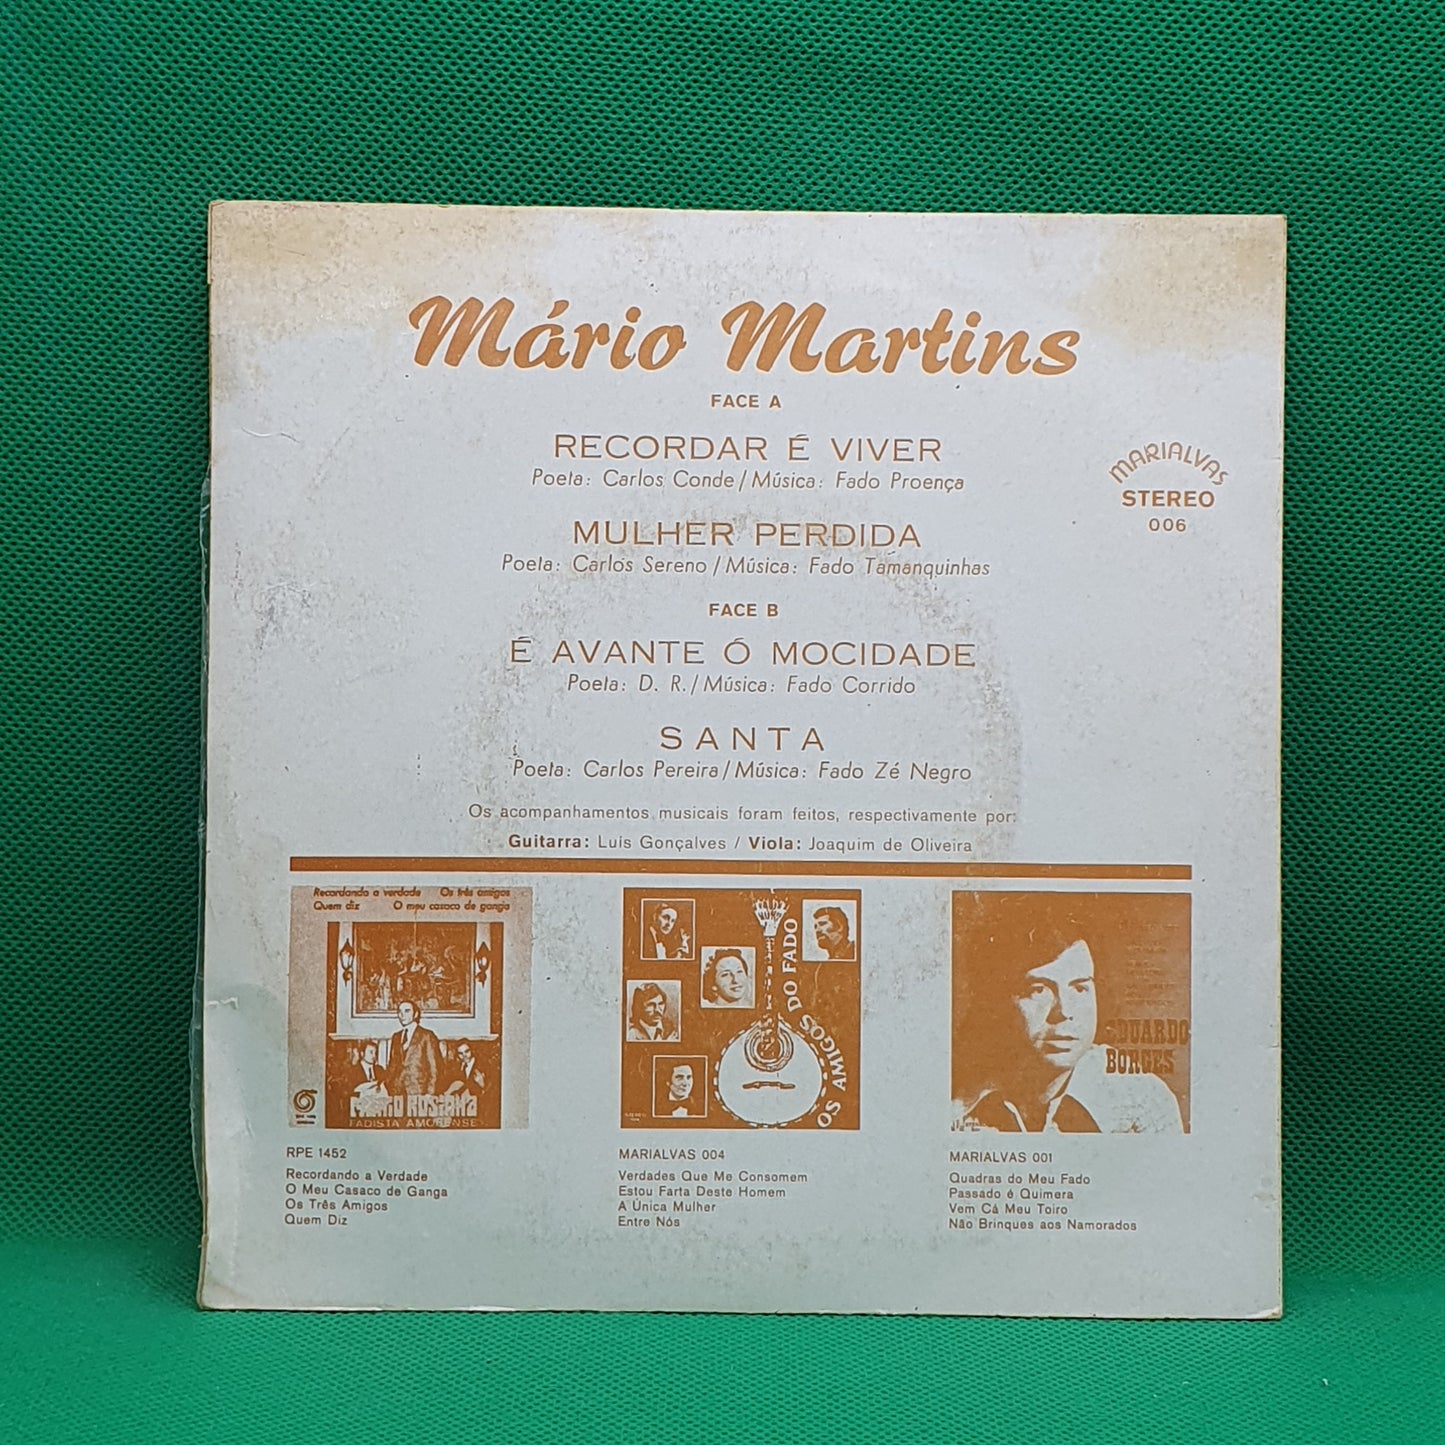 Mário Martins
FACE A
RECORDAR É VIVER
Poeta: Carlos Conde / Música: Fado Proença
MULHER PERDIDA
Poeta: Carlos Sereno / Música: Fado Tamanquinhas
FACE B
É AVANTE Ó MOCIDADE
Poeta: D. R. / Música: Fado Corrido
SANTA
Poeta: Carlos Pereira / Música: Fado Zé Negro
MARIALVAS
STEREO
006
Os acompanhamentos musicais foram feitos, respectivamente por:
Guitarra: Luís Gonçalves / Viola: Joaquim de Oliveira
Recordando a verdade Os três amigos
Quem diz O meu casaco de ganga
FADISTA AMORENSE
RPE 1452
Recordando a Verdade
O Meu Casaco de Ganga
Os Três Amigos
Quem Diz
OS AMIGOS DO FADO
MARIALVAS 004
Verdades Que Me Consomem
Estou Farta Deste Homem
A Única Mulher
Entre Nós
EDUARDO
BORGES
MARIALVAS 001
Quadras do Meu Fado
Passado é Quimera
Vem Cá Meu Toiro
Não Brinques aos Namorados